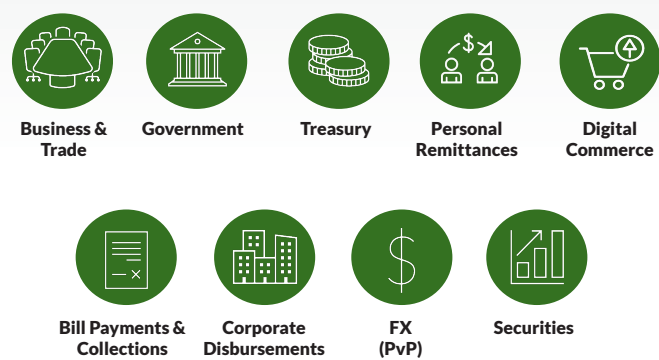 Business &
Trade
Government
Treasury
$
Personal
Remittances
Digital
Commerce
Bill Payments &
Collections
Corporate
Disbursements
$
FX
(PvP)
Securities